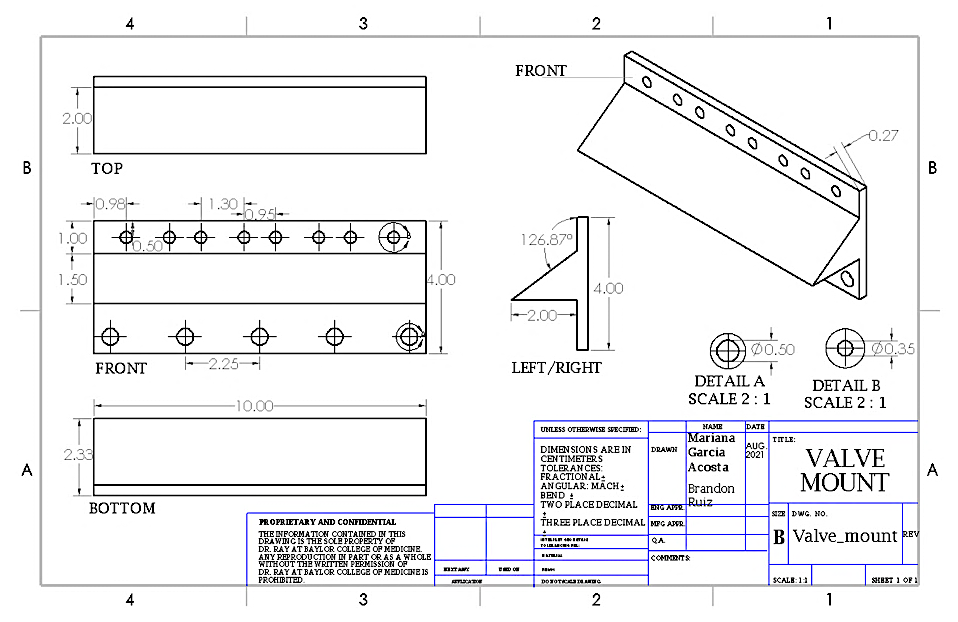 4 3 2 1
B B
A A
2.00
TOP
0.98 1.30 0.95
1.00 0.50 B
1.50 4.00
2.25
FRONT
10.00
2.33
BOTTOM
FRONT
0.27
126.87°
4.00
2.00
LEFT/RIGHT
Ø0.50
DETAIL A
SCALE 2 : 1
Ø0.35
DETAIL B
SCALE 2 : 1
PROPRIETARY AND CONFIDENTIAL
THE INFORMATION CONTAINED IN THIS
DRAWING IS THE SOLE PROPERTY OF
DR. RAY AT BAYLOR COLLEGE OF MEDICINE.
ANY REPRODUCTION IN PART OR AS A WHOLE
WITHOUT THE WRITTEN PERMISSION OF
DR. RAY AT BAYLOR COLLEGE OF MEDICINE IS
PROHIBITED.
NEXT ASSY USED ON
APPLICATION
UNLESS OTHERWISE SPECIFIED:
DIMENSIONS ARE IN
CENTIMETERS
TOLERANCES:
FRACTIONAL±
ANGULAR: MACH±
BEND ±
TWO PLACE DECIMAL
±
THREE PLACE DECIMAL
±
DO NOT SCALE DRAWING
NAME DATE
DRAWN
Mariana
Garcia
Acosta
Brandon
Ruiz
AUG.
2021
ENG APPR.
MFG APPR.
Q.A.
COMMENTS:
TITLE:
VALVE
MOUNT
SIZE DWG. NO. REV
B Valve_mount
SCALE: 1:1 SHEET 1 OF 1
4 3 2 1